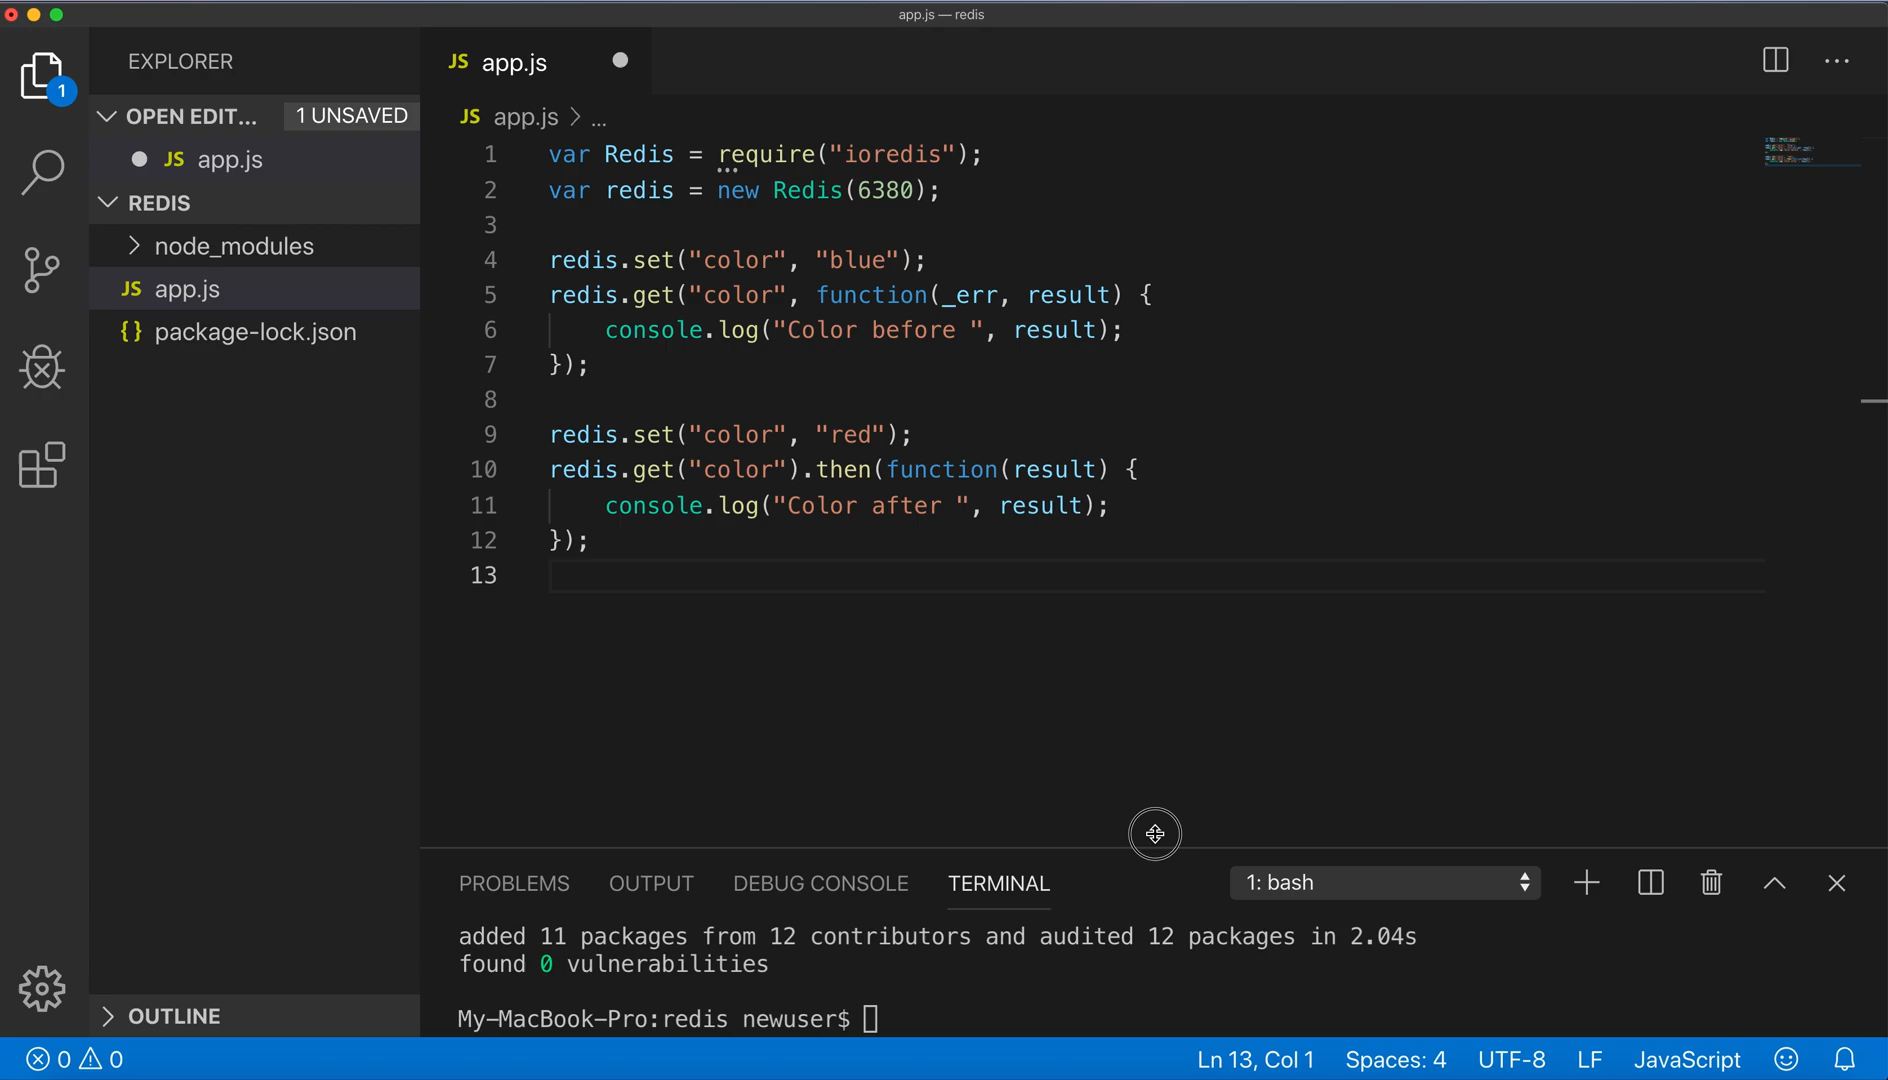 app.js — redis
EXPLORER
1
OPEN EDIT...
1 UNSAVED
JS app.js
REDIS
node_modules
JS app.js
{} package-lock.json
OUTLINE
JS app.js
JS app.js > ...
1 var Redis = require("ioredis");
2 var redis = new Redis(6380);
3
4 redis.set("color", "blue");
5 redis.get("color", function(_err, result) {
6     console.log("Color before ", result);
7 });
8
9 redis.set("color", "red");
10 redis.get("color").then(function(result) {
11     console.log("Color after ", result);
12 });
13
PROBLEMS OUTPUT DEBUG CONSOLE TERMINAL 1: bash
added 11 packages from 12 contributors and audited 12 packages in 2.04s
found 0 vulnerabilities
My-MacBook-Pro:redis newuser$
0 0 Ln 13, Col 1 Spaces: 4 UTF-8 LF JavaScript